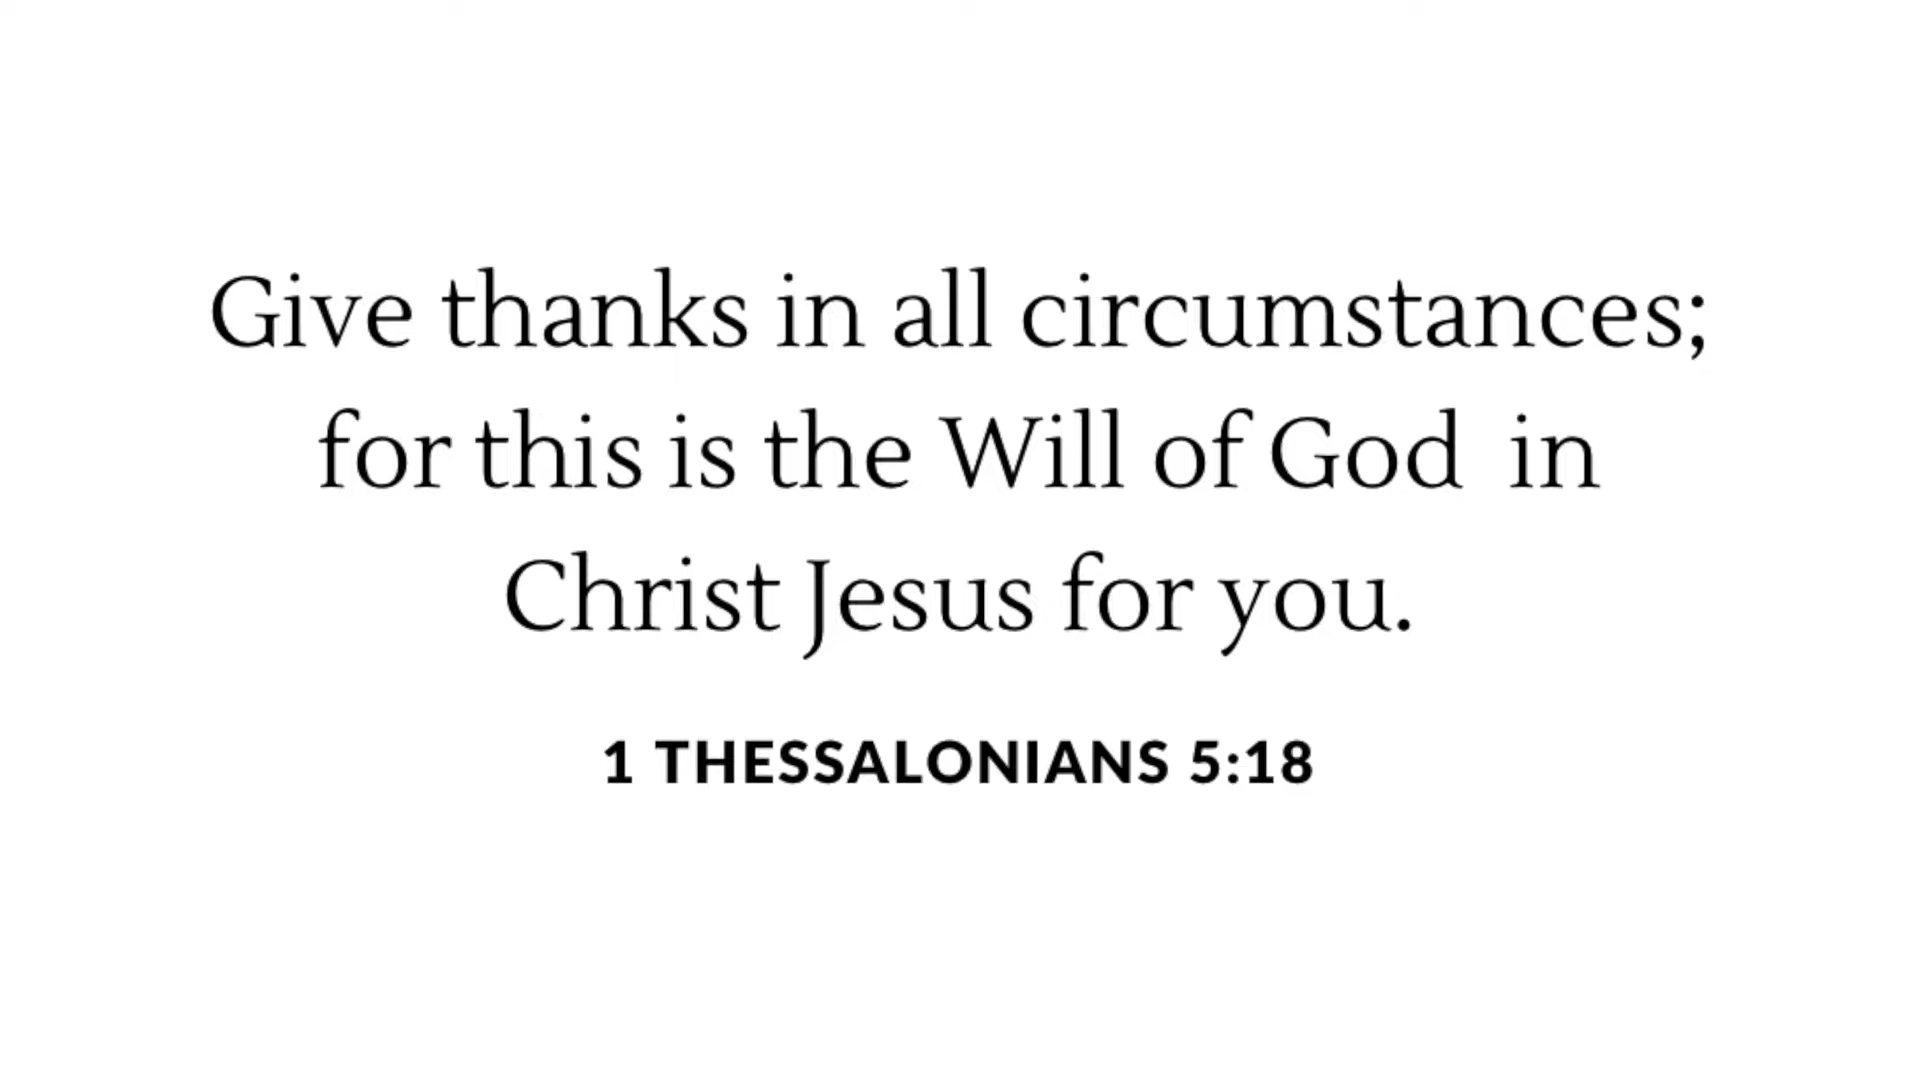 Give thanks in all circumstances;
for this is the Will of God  in
Christ Jesus for you.
1 THESSALONIANS 5:18